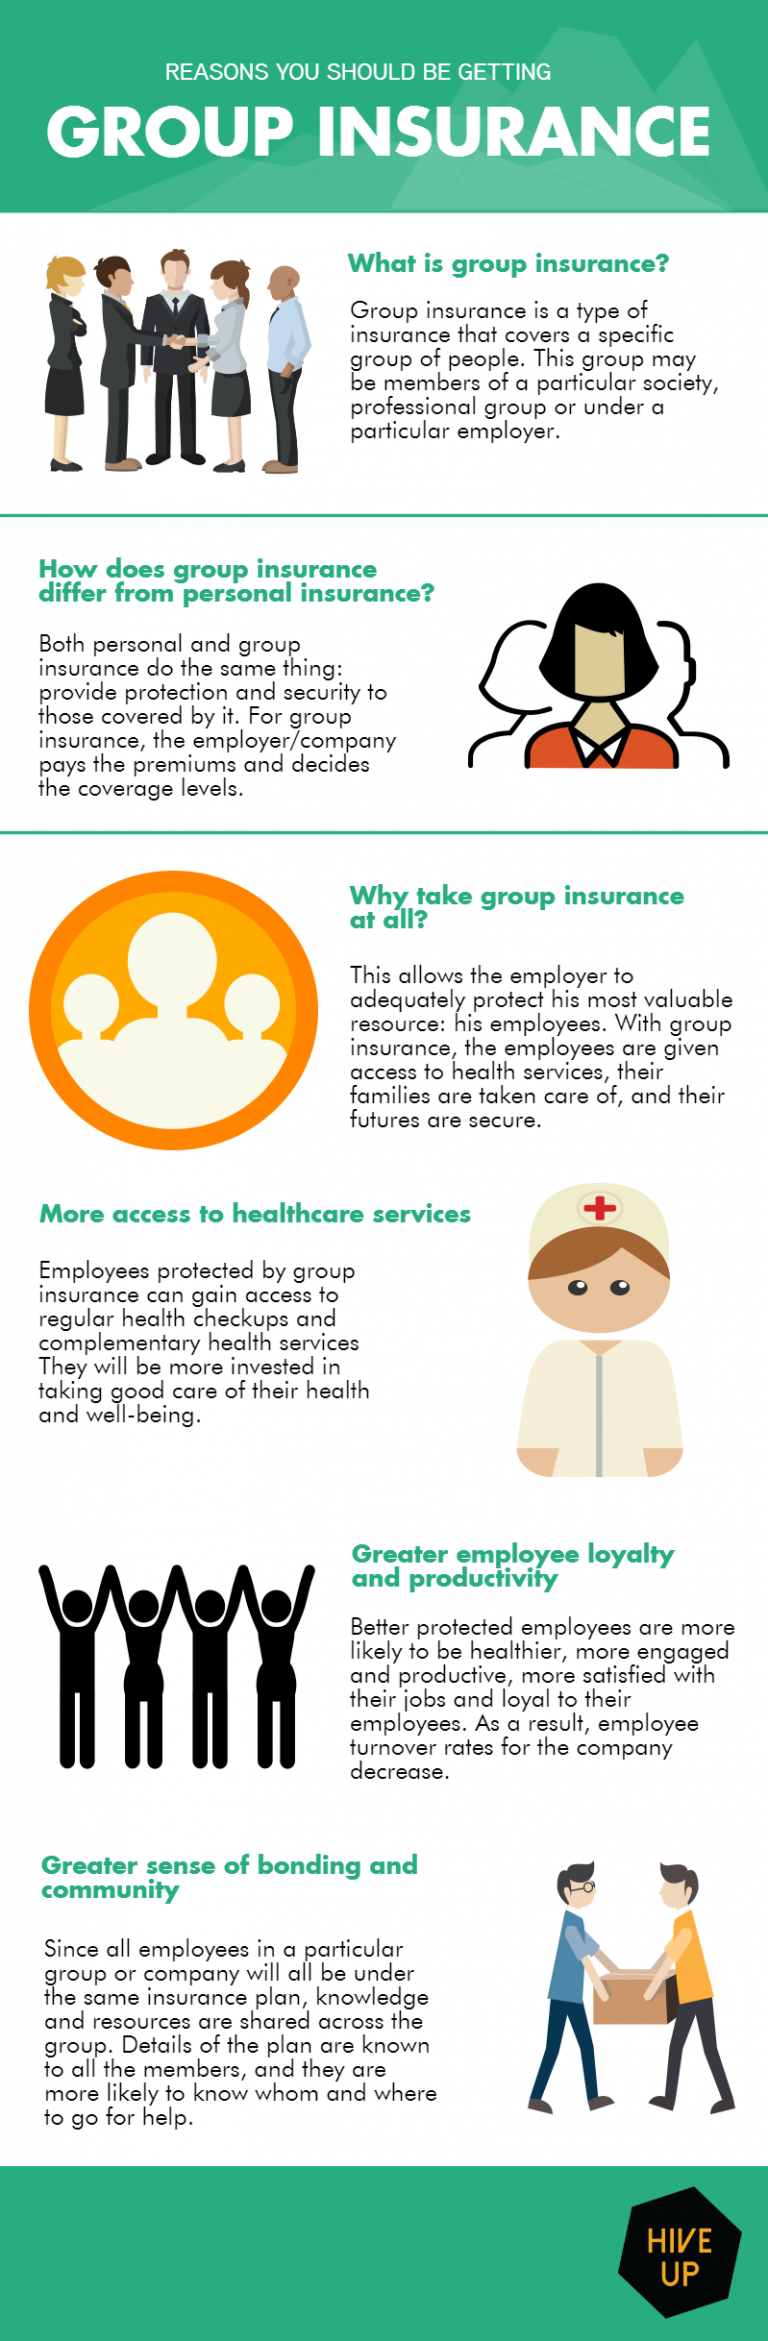 REASONS YOU SHOULD BE GETTING
GROUP INSURANCE
What is group insurance?
Group insurance is a type of
insurance that covers a specific
group of people. This group may
be members of a particular society,
professional group or under a
particular employer.
How does group insurance
differ from personal insurance?
Both personal and group
insurance do the same thing:
provide protection and security to
those covered by it. For group
insurance, the employer/company
pays the premiums and decides
the coverage levels.
Why take group insurance
at all?
This allows the employer to
adequately protect his most valuable
resource: his employees. With group
insurance, the employees are given
access to health services, their
families are taken care of, and their
futures are secure.
More access to healthcare services
Employees protected by group
insurance can gain access to
regular health checkups and
complementary health services
They will be more invested in
taking good care of their health
and well-being.
Greater employee loyalty
and productivity
Better protected employees are more
likely to be healthier, more engaged
and productive, more satisfied with
their jobs and loyal to their
employees. As a result, employee
turnover rates for the company
decrease.
Greater sense of bonding and
community
Since all employees in a particular
group or company will all be under
the same insurance plan, knowledge
and resources are shared across the
group. Details of the plan are known
to all the members, and they are
more likely to know whom and where
to go for help.
HIVE
UP